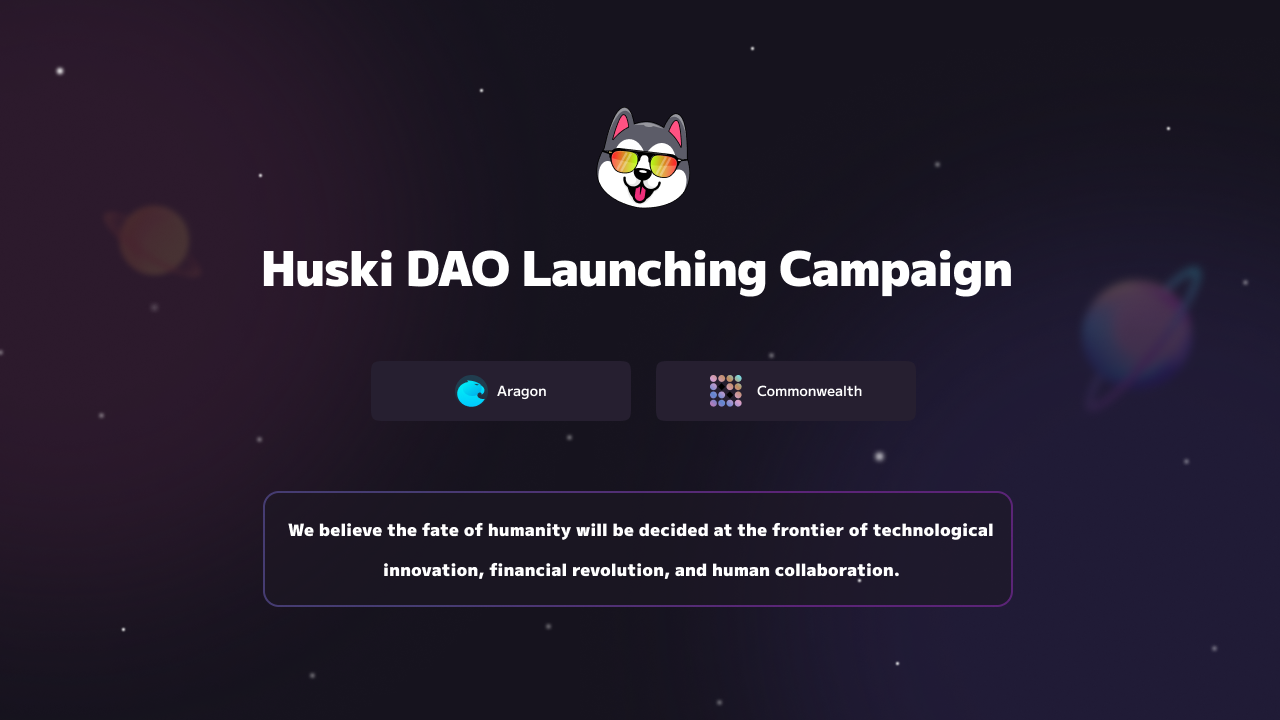 Huski DAO Launching Campaign
Aragon
Commonwealth
We believe the fate of humanity will be decided at the frontier of technological
innovation, financial revolution, and human collaboration.